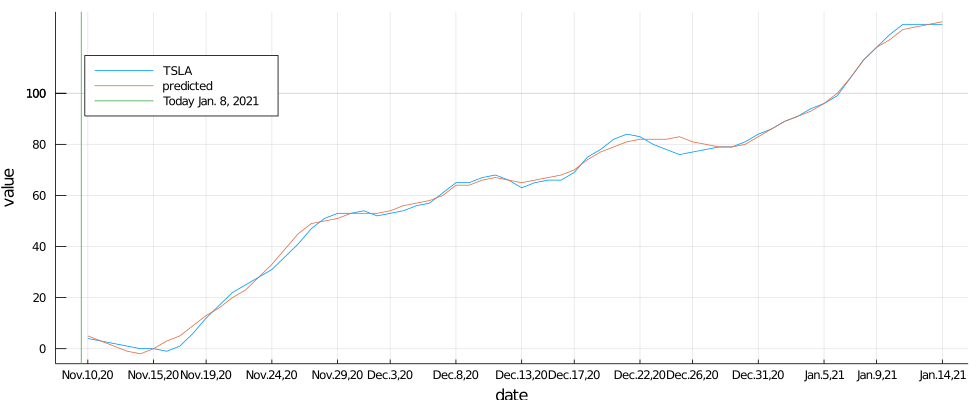 TSLA
predicted
Today Jan. 8, 2021
100
80
60
40
20
0
value
Nov.10,20 Nov.15,20 Nov.19,20 Nov.24,20 Nov.29,20 Dec.3,20 Dec.8,20 Dec.13,20 Dec.17,20 Dec.22,20 Dec.26,20 Dec.31,20 Jan.5,21 Jan.9,21 Jan.14,21
date